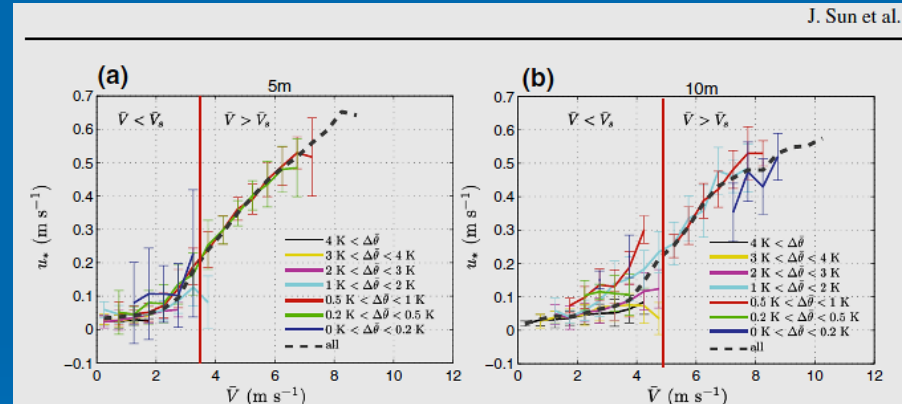 J. Sun et al.
(a)
5m
0.7
0.6
0.5
0.4
0.3
0.2
0.1
0
−0.1
u* (m s⁻¹)
V̄ < V̄s
V̄ > V̄s
4 K < Δθ̄
3 K < Δθ̄ < 4 K
2 K < Δθ̄ < 3 K
1 K < Δθ̄ < 2 K
0.5 K < Δθ̄ < 1 K
0.2 K < Δθ̄ < 0.5 K
0 K < Δθ̄ < 0.2 K
all
0 2 4 6 8 10 12
V̄ (m s⁻¹)
(b)
10m
0.7
0.6
0.5
0.4
0.3
0.2
0.1
0
−0.1
u* (m s⁻¹)
V̄ < V̄s
V̄ > V̄s
4 K < Δθ̄
3 K < Δθ̄ < 4 K
2 K < Δθ̄ < 3 K
1 K < Δθ̄ < 2 K
0.5 K < Δθ̄ < 1 K
0.2 K < Δθ̄ < 0.5 K
0 K < Δθ̄ < 0.2 K
all
0 2 4 6 8 10 12
V̄ (m s⁻¹)